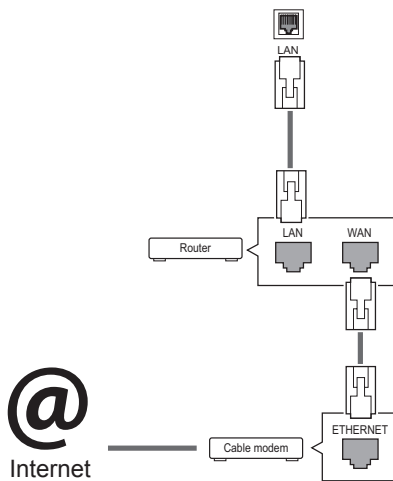 LAN
LAN
WAN
Router
ETHERNET
Cable modem
@
Internet